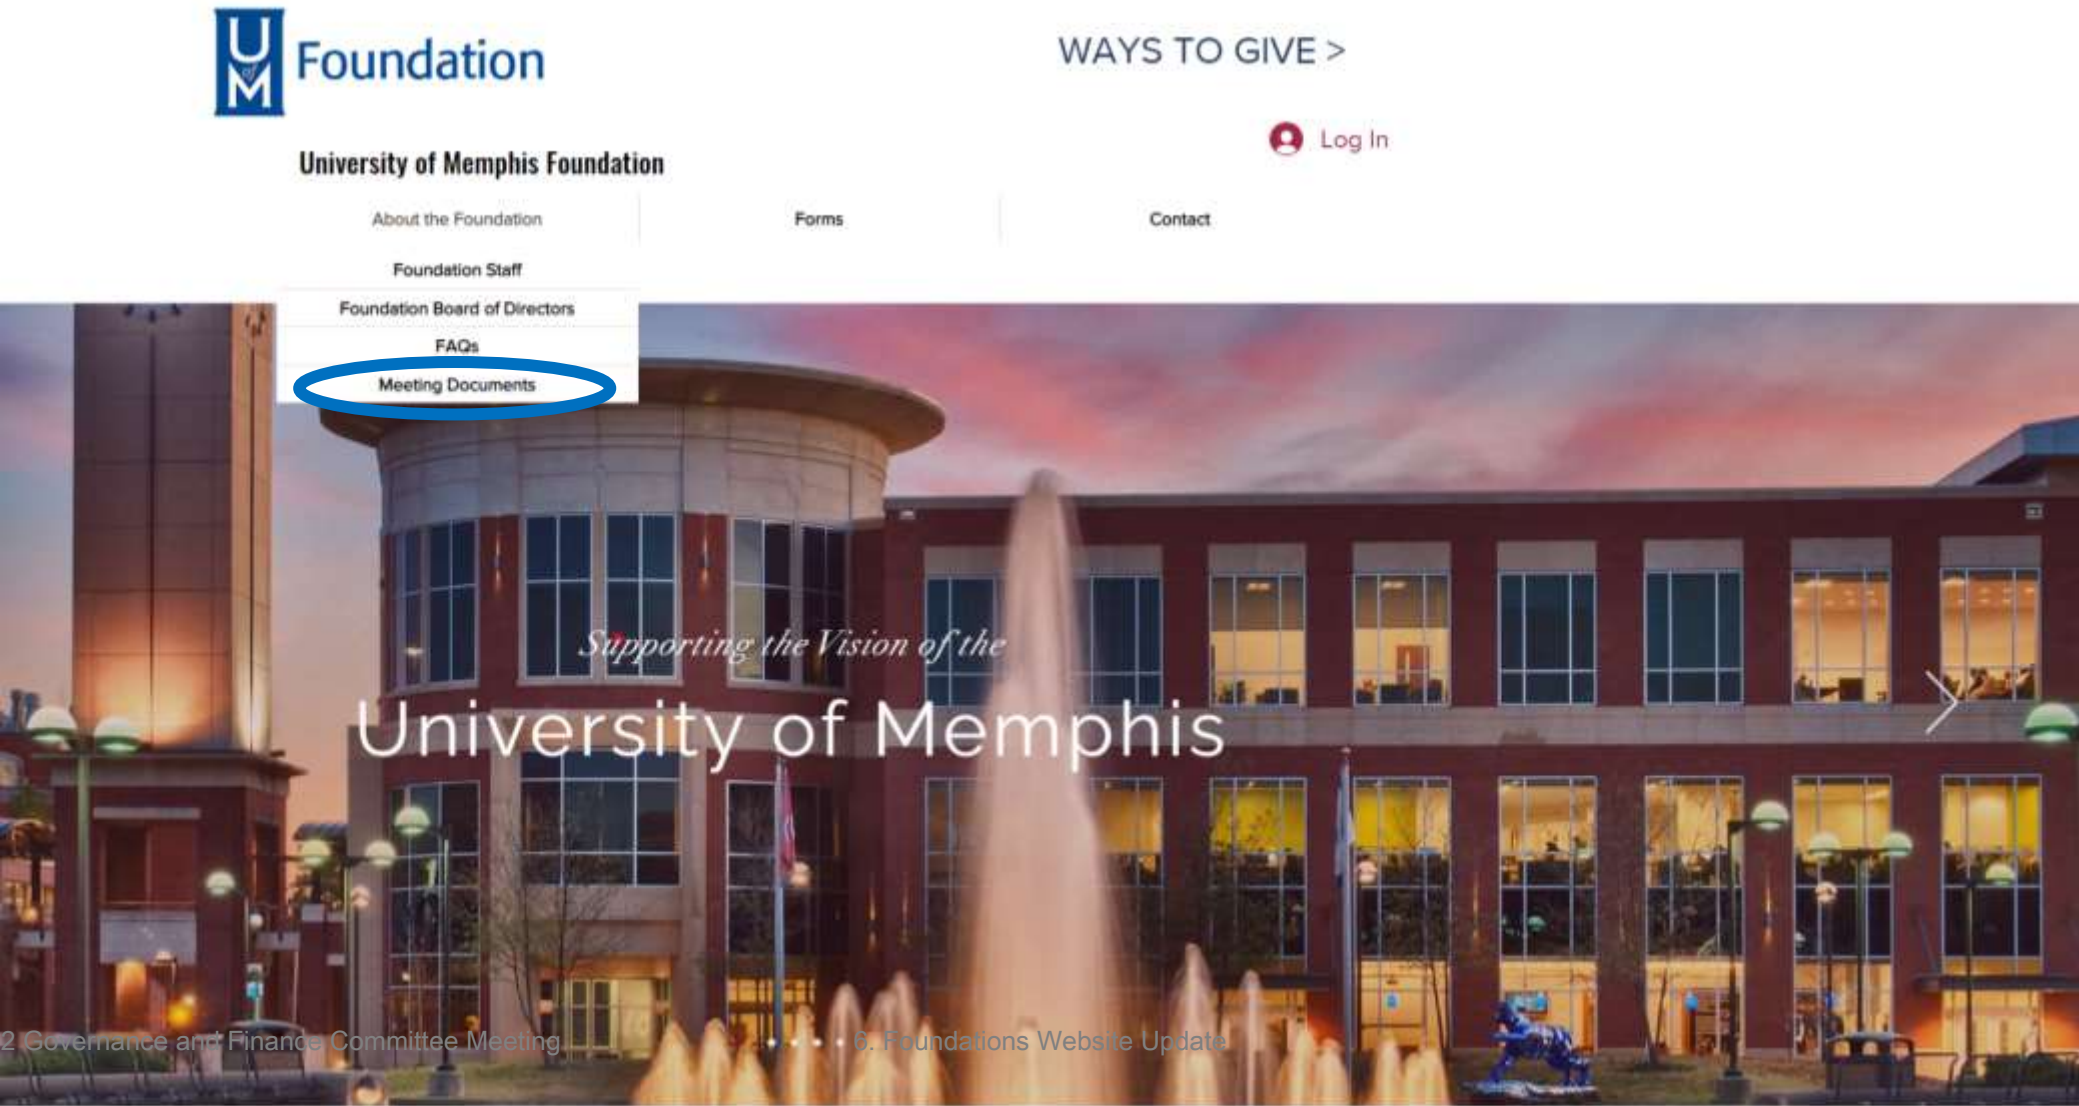 U of M Foundation
WAYS TO GIVE >
Log In
University of Memphis Foundation
About the Foundation
Forms
Contact
Foundation Staff
Foundation Board of Directors
FAQs
Meeting Documents
Supporting the Vision of the
University of Memphis
2 Governance and Finance Committee Meeting
6. Foundations Website Update